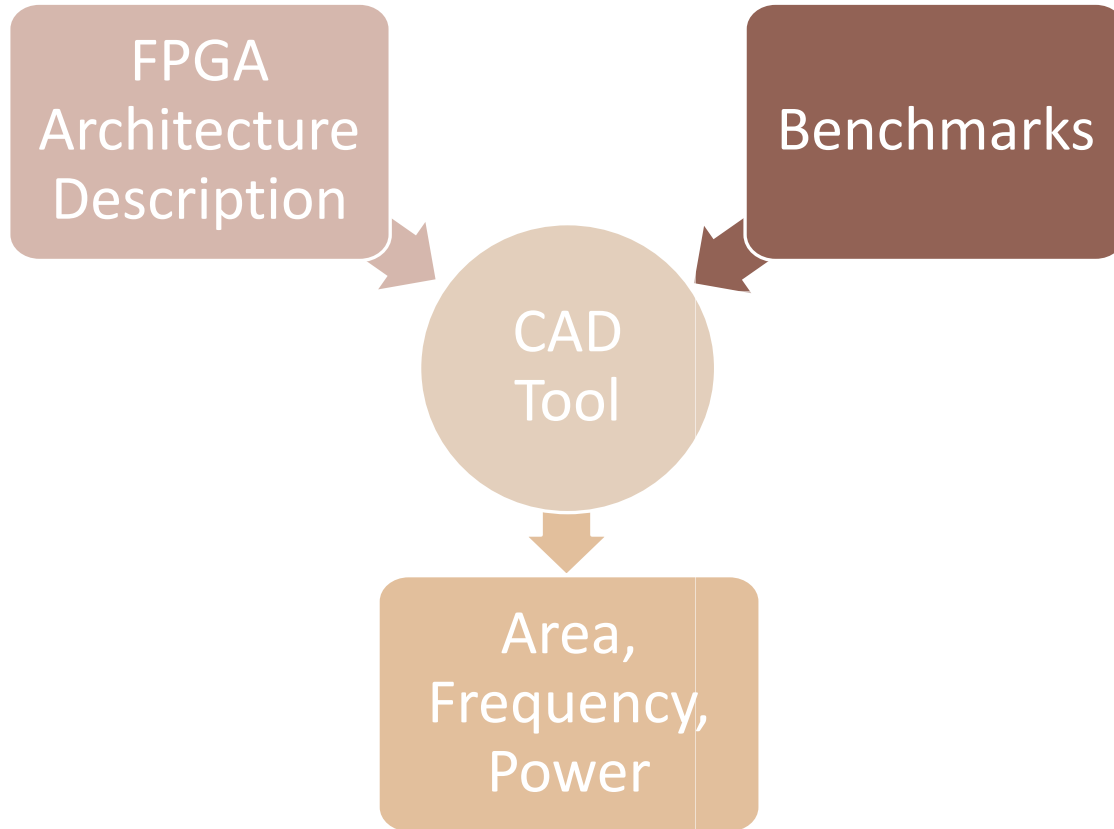 FPGA
Architecture
Description
Benchmarks
CAD
Tool
Area,
Frequency,
Power